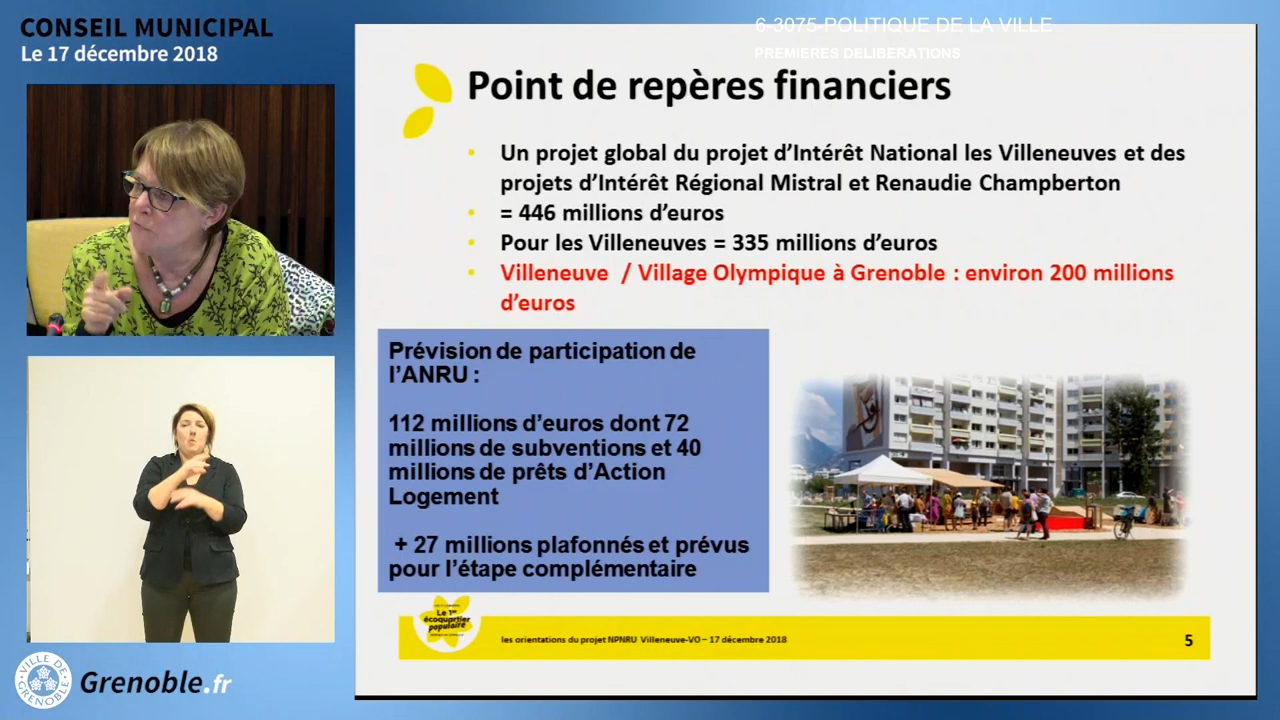 CONSEIL MUNICIPAL
Le 17 décembre 2018
6-3075-POLITIQUE DE LA VILLE
PREMIERES DELIBERATIONS
Point de repères financiers
• Un projet global du projet d'Intérêt National les Villeneuves et des
projets d'Intérêt Régional Mistral et Renaudie Champberton
• = 446 millions d'euros
• Pour les Villeneuves = 335 millions d'euros
• Villeneuve / Village Olympique à Grenoble : environ 200 millions
d'euros
Prévision de participation de
l'ANRU :
112 millions d'euros dont 72
millions de subventions et 40
millions de prêts d'Action
Logement
+ 27 millions plafonnés et prévus
pour l'étape complémentaire
Le 1er
écoquartier
populaire
les orientations du projet NPNRU Villeneuve-VO – 17 décembre 2018
5
VILLE DE
GRENOBLE
Grenoble.fr